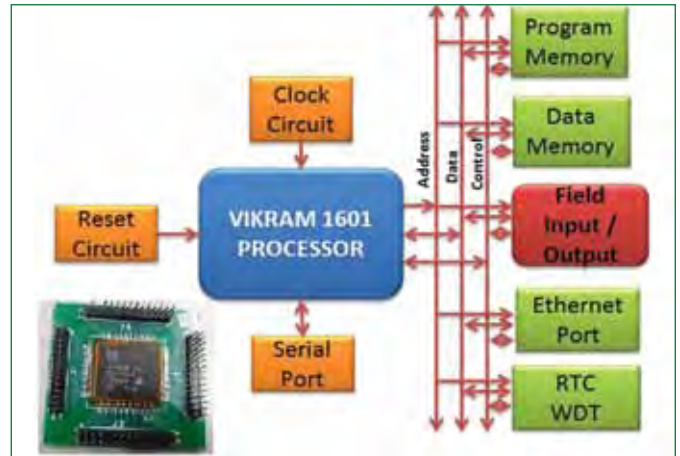 Clock
Circuit
Reset
Circuit
VIKRAM 1601
PROCESSOR
Serial
Port
Address
Data
Control
Program
Memory
Data
Memory
Field
Input /
Output
Ethernet
Port
RTC
WDT